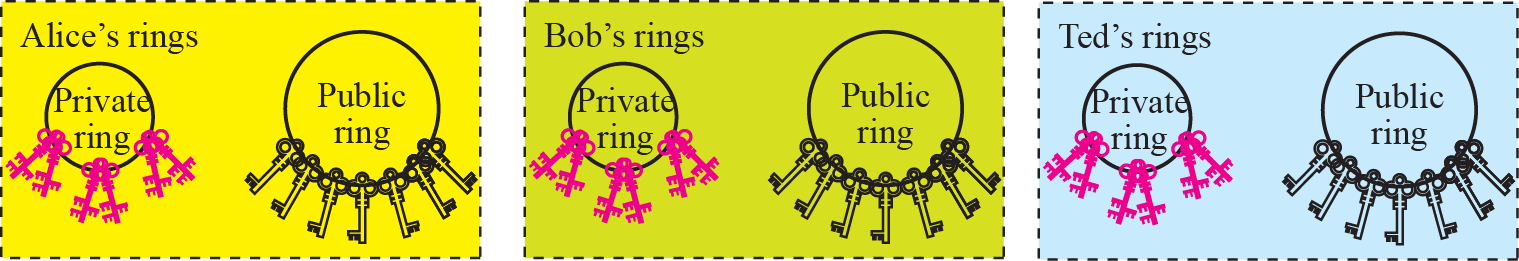 Alice’s rings
Private
ring
Public
ring
Bob’s rings
Private
ring
Public
ring
Ted’s rings
Private
ring
Public
ring